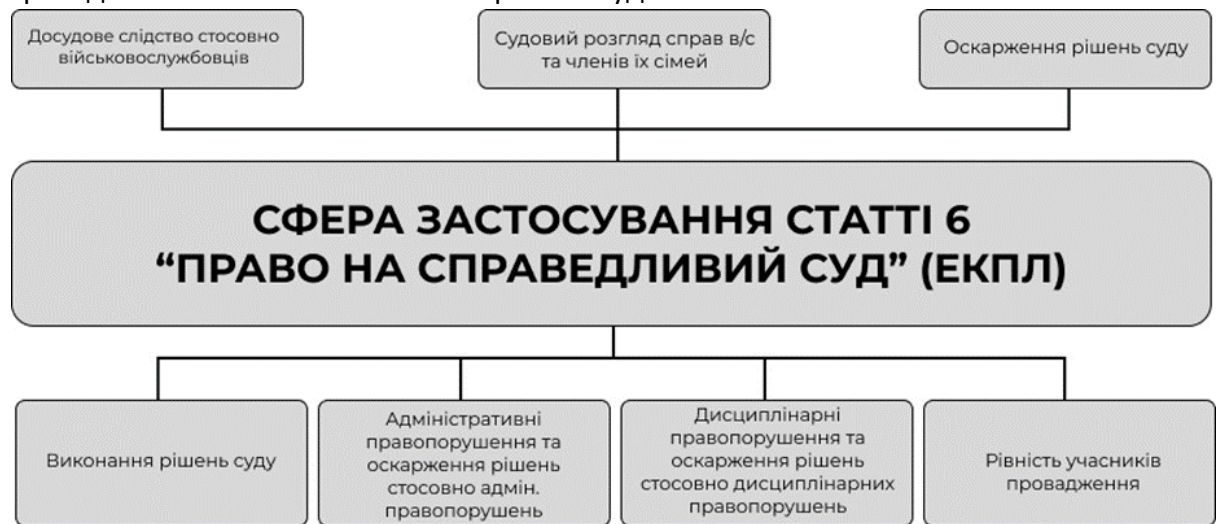 Досудове слідство стосовно
військовослужбовців
Судовий розгляд справ в/с
та членів їх сімей
Оскарження рішень суду
СФЕРА ЗАСТОСУВАННЯ СТАТТІ 6
“ПРАВО НА СПРАВЕДЛИВИЙ СУД” (ЕКПЛ)
Виконання рішень суду
Адміністративні
правопорушення та
оскарження рішень
стосовно адмін.
правопорушень
Дисциплінарні
правопорушення та
оскарження рішень
стосовно дисциплінарних
правопорушень
Рівність учасників
провадження